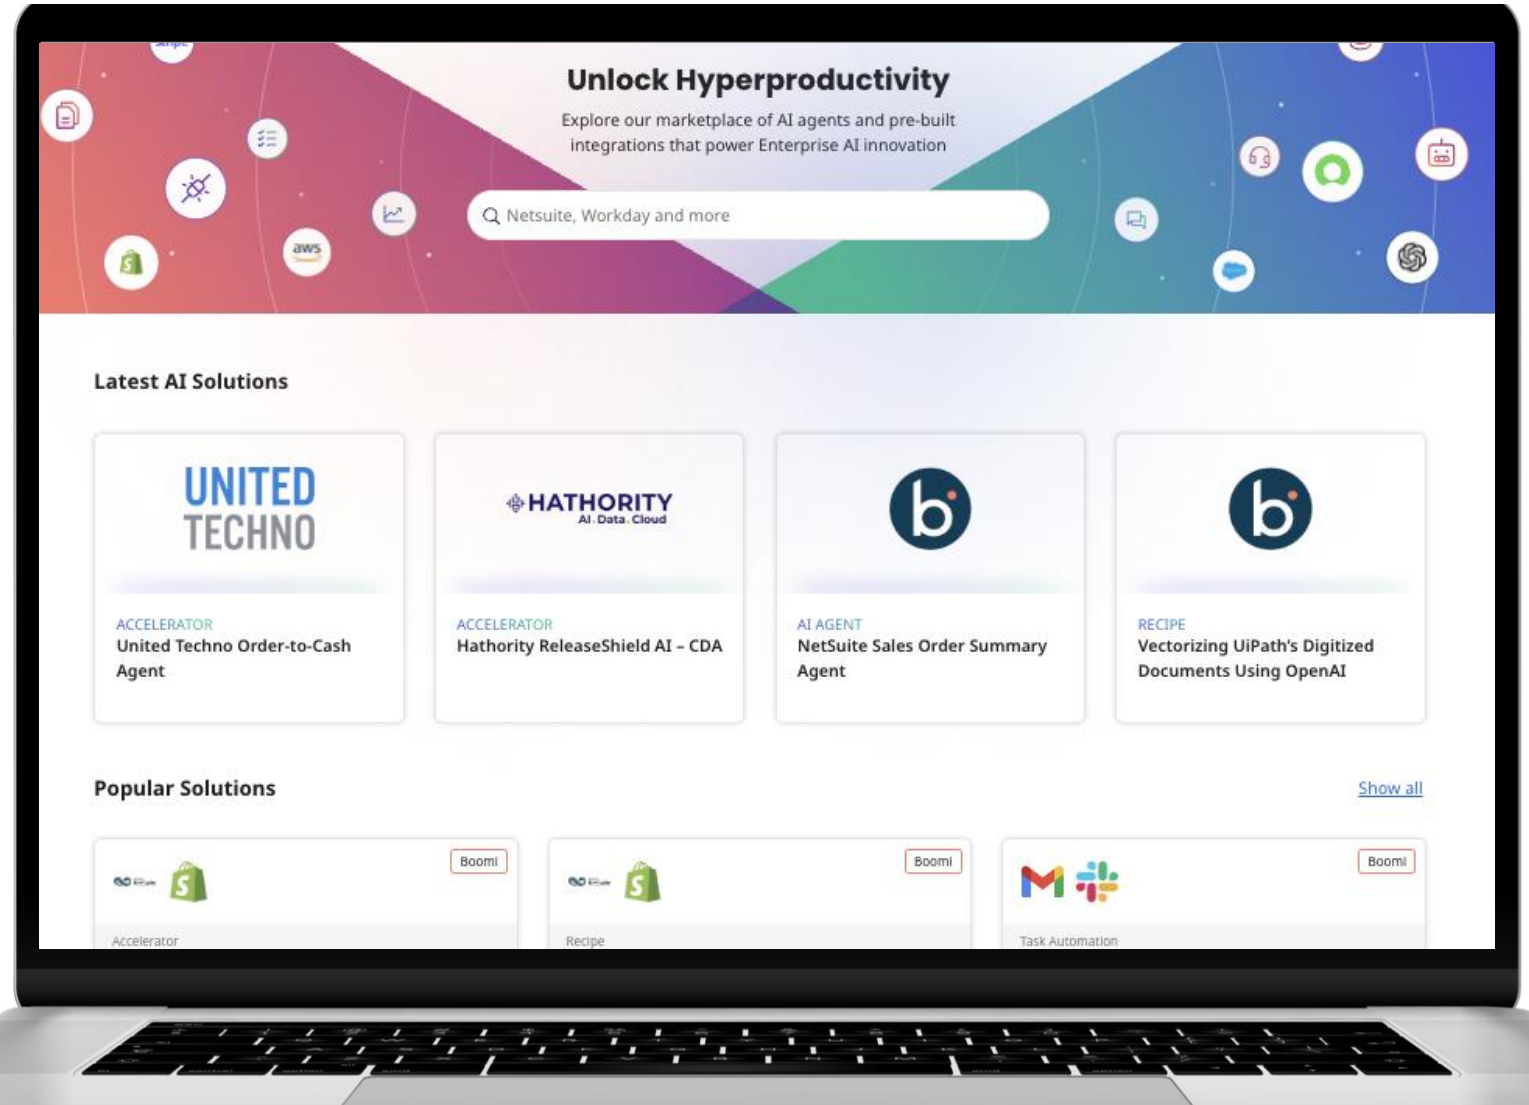 Unlock Hyperproductivity
Explore our marketplace of AI agents and pre-built
integrations that power Enterprise AI innovation
Netsuite, Workday and more
aws
Latest AI Solutions
UNITED
TECHNO
HATHORITY
AI.Data.Cloud
b
b
ACCELERATOR
United Techno Order-to-Cash
Agent
ACCELERATOR
Hathority ReleaseShield AI – CDA
AI AGENT
NetSuite Sales Order Summary
Agent
RECIPE
Vectorizing UiPath's Digitized
Documents Using OpenAI
Popular Solutions
Show all
Boomi
Boomi
Boomi
Accelerator
Recipe
Task Automation